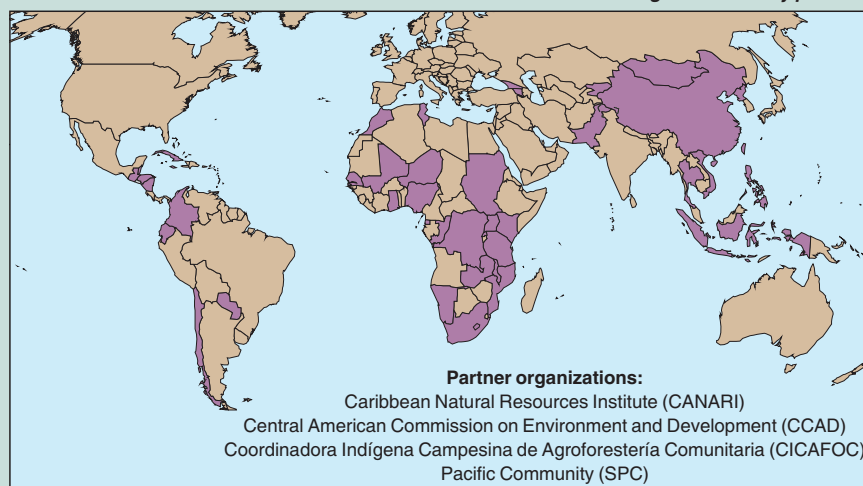 Partner organizations:
Caribbean Natural Resources Institute (CANARI)
Central American Commission on Environment and Development (CCAD)
Coordinadora Indígena Campesina de Agroforestería Comunitaria (CICAFOC)
Pacific Community (SPC)